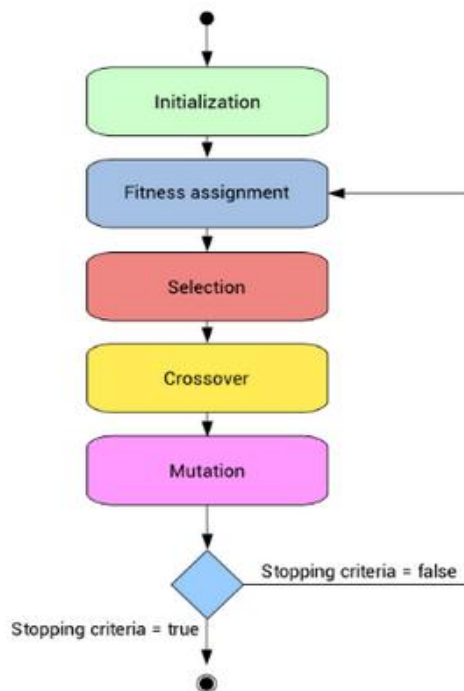 Initialization
Fitness assignment
Selection
Crossover
Mutation
Stopping criteria = false
Stopping criteria = true